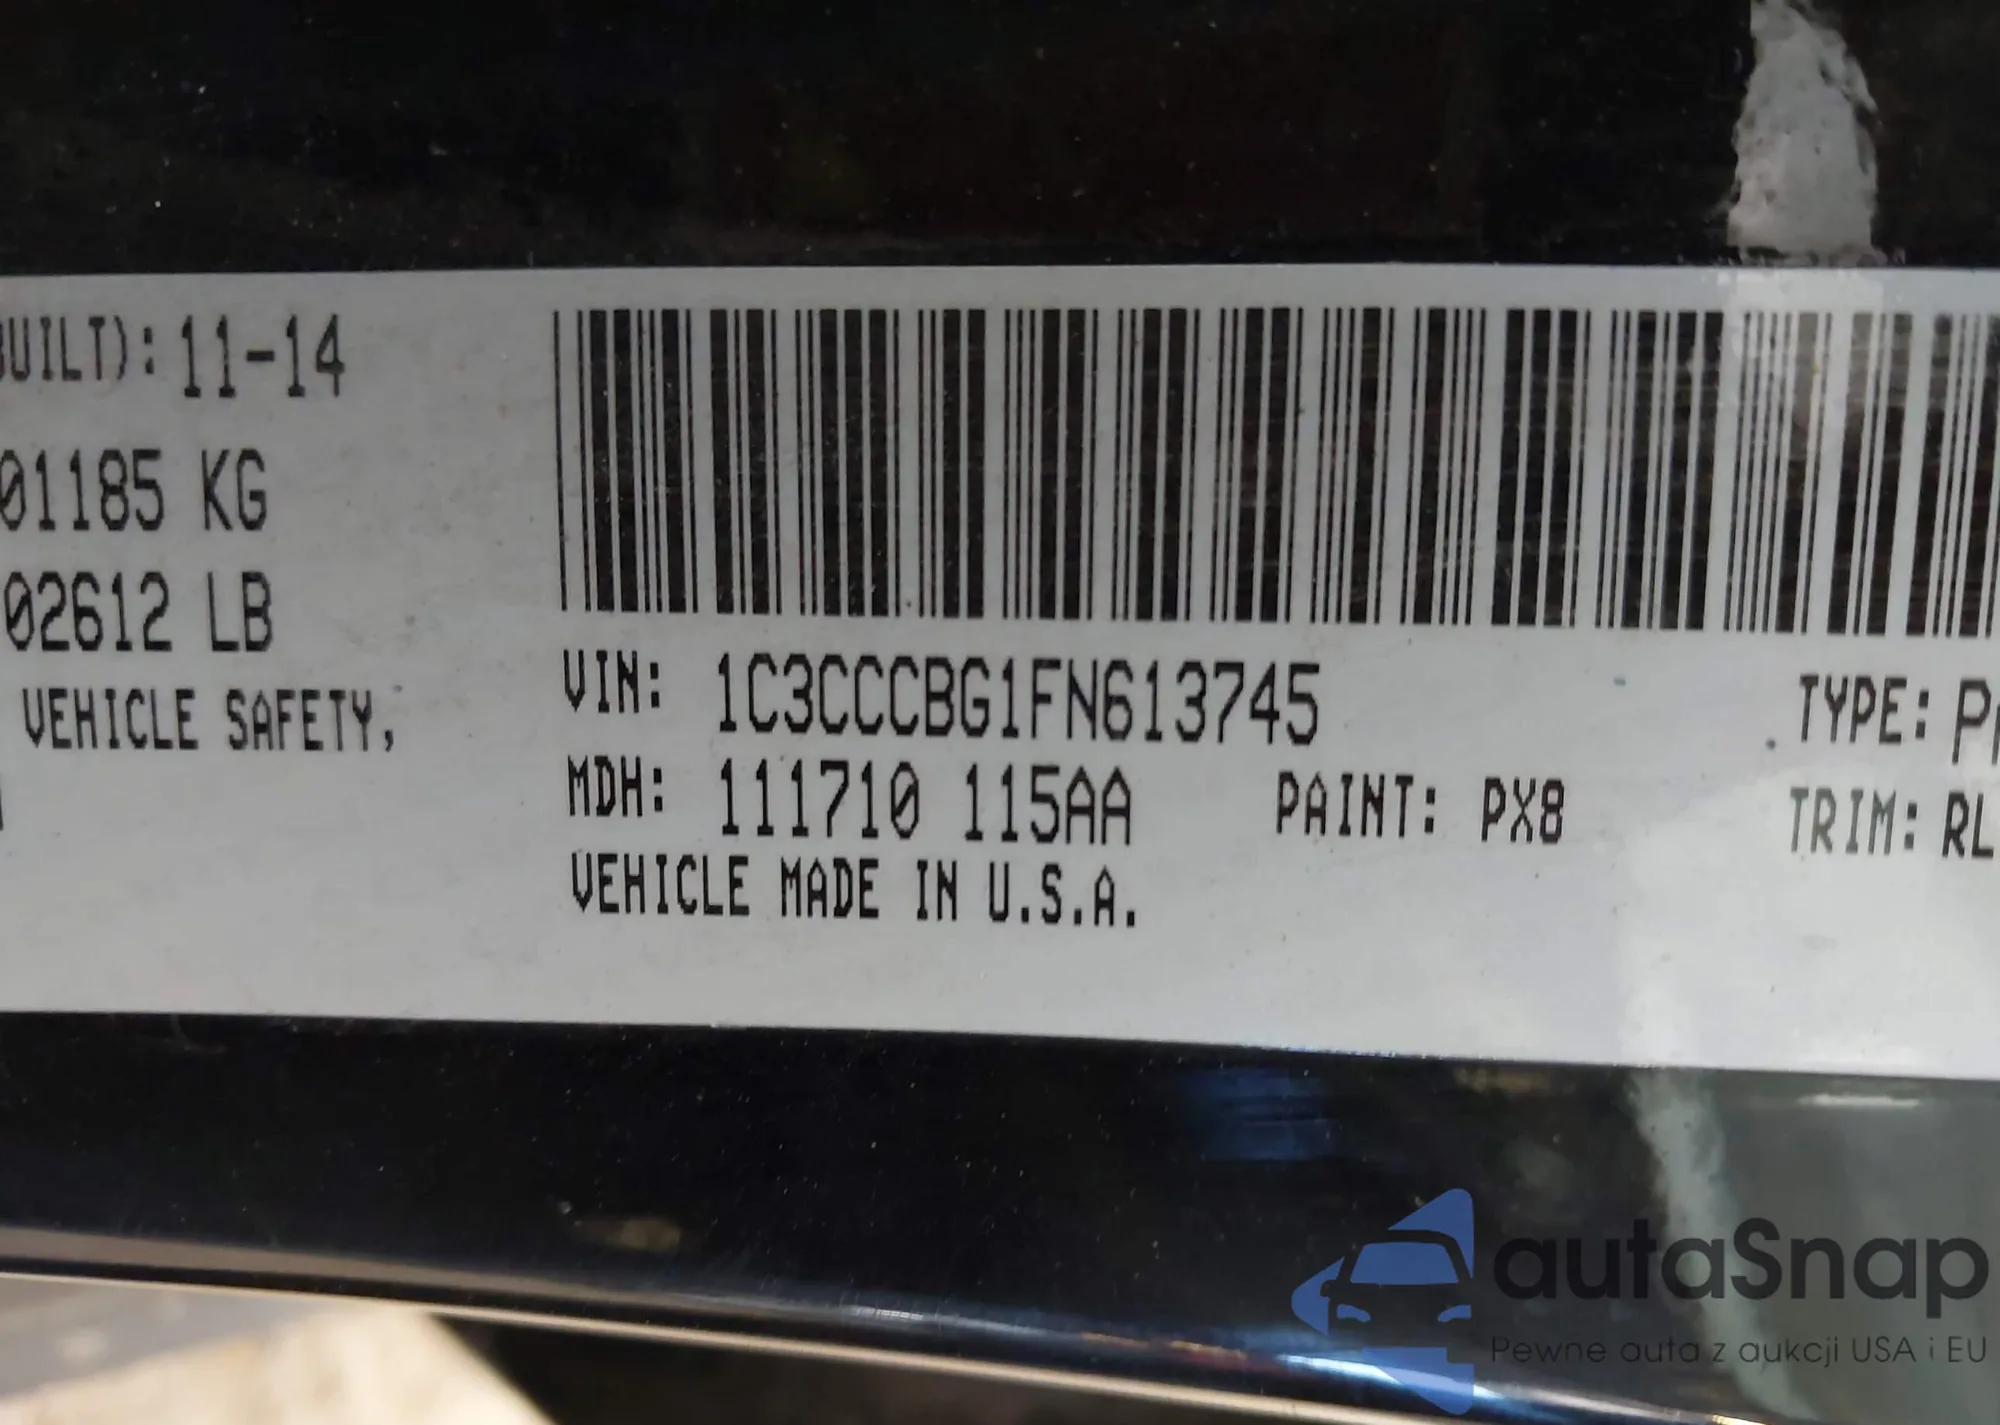 BUILT): 11-14
01185 KG
02612 LB
VEHICLE SAFETY,
VIN: 1C3CCCBG1FN613745
TYPE:
MDH: 111710 115AA PAINT: PX8
TRIM: RL
VEHICLE MADE IN U.S.A.
autaSnap
Pewne auta z aukcji USA i EU